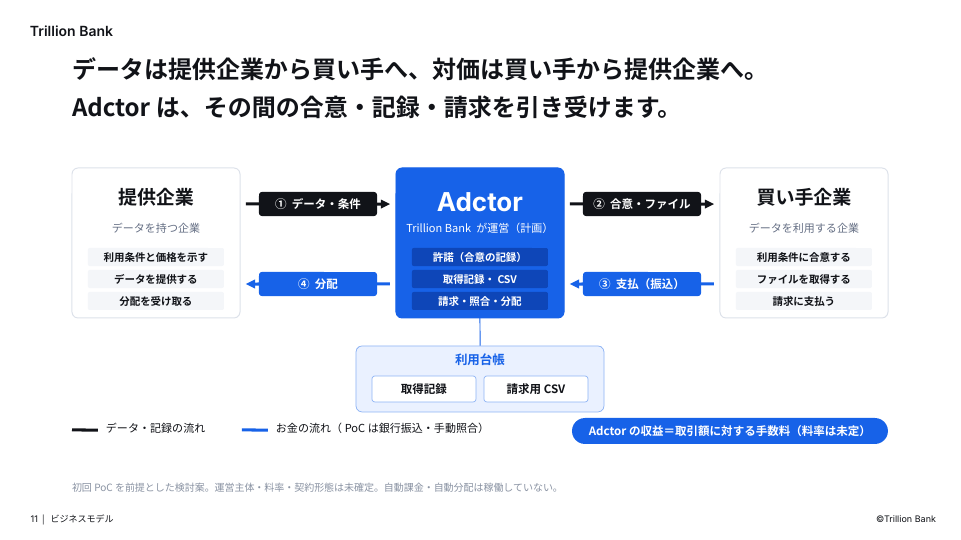 Trillion Bank
データは提供企業から買い手へ、対価は買い手から提供企業へ。
Adctor は、その間の合意・記録・請求を引き受けます。
提供企業
データを持つ企業
利用条件と価格を示す
データを提供する
分配を受け取る
① データ・条件
④ 分配
Adctor
Trillion Bank が運営（計画）
許諾（合意の記録）
取得記録・ CSV
請求・照合・分配
② 合意・ファイル
③ 支払（振込）
買い手企業
データを利用する企業
利用条件に合意する
ファイルを取得する
請求に支払う
利用台帳
取得記録
請求用 CSV
データ・記録の流れ
お金の流れ（ PoC は銀行振込・手動照合）
Adctor の収益＝取引額に対する手数料（料率は未定）
初回 PoC を前提とした検討案。運営主体・料率・契約形態は未確定。自動課金・自動分配は稼働していない。
11｜ ビジネスモデル
©Trillion Bank